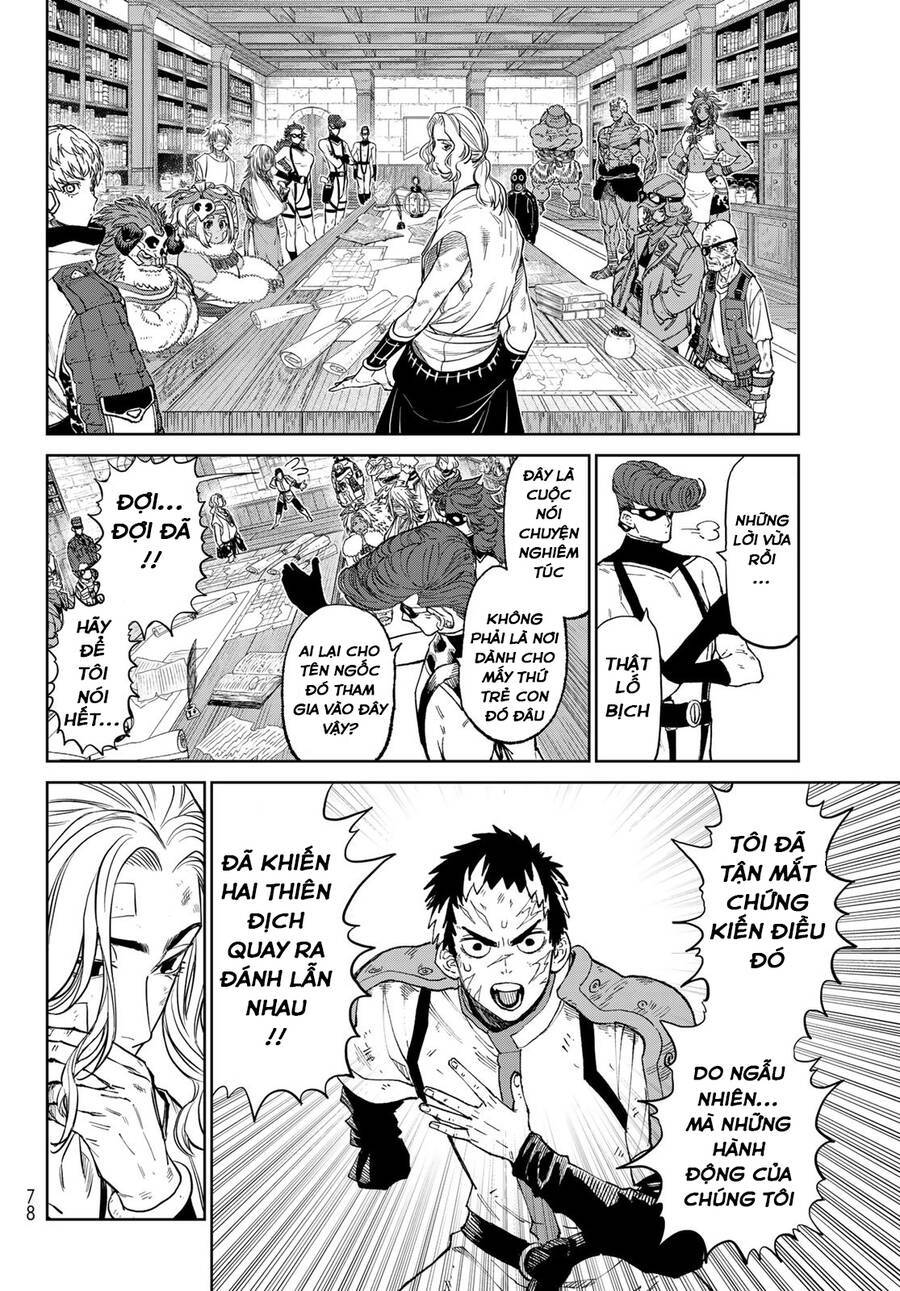 NHỮNG
LỜI VỪA
RỒI
...
THẬT
LỐ
BỊCH
ĐÂY LÀ
CUỘC
NÓI
CHUYỆN
NGHIÊM
TÚC
KHÔNG
PHẢI LÀ NƠI
DÀNH CHO
MẤY THỨ
TRẺ CON
ĐÓ ĐÂU
AI LẠI CHO
TÊN NGỐC
ĐÓ THAM
GIA VÀO ĐÂY
VẬY?
ĐỢI...
ĐỢI ĐÃ
!!
HÃY
ĐỂ
TÔI
NÓI
HẾT...
TÔI ĐÃ
TẬN MẮT
CHỨNG
KIẾN ĐIỀU
ĐÓ
DO NGẪU
NHIÊN...
MÀ NHỮNG
HÀNH
ĐỘNG CỦA
CHÚNG TÔI
ĐÃ KHIẾN
HAI THIÊN
ĐỊCH
QUAY RA
ĐÁNH LẪN
NHAU
!!
78